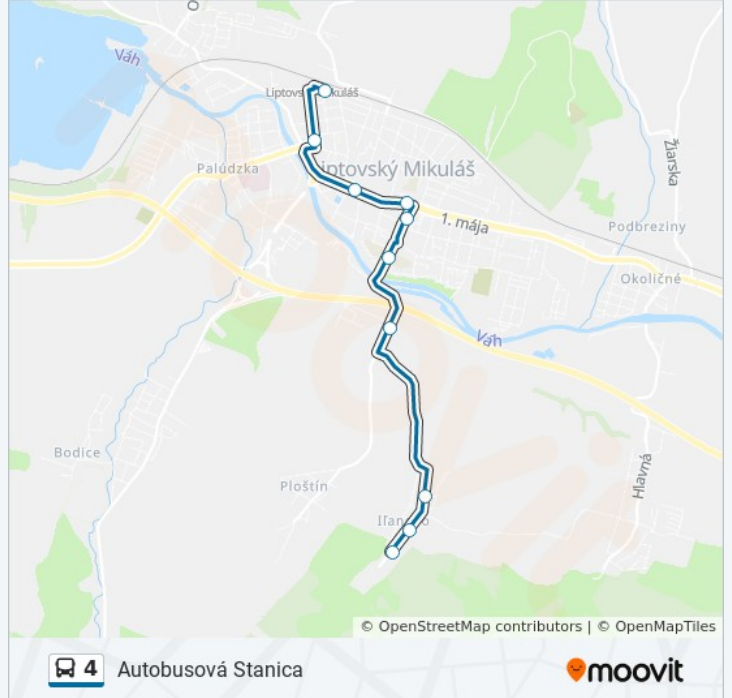 O
Váh
Liptovský Mikuláš
Žiarska
Palúdzka
Liptovský Mikuláš
1. mája
Podbreziny
Okoličné
Váh
Bodice
Hlavná
Ploštín
Iľanovo
© OpenStreetMap contributors | © OpenMapTiles
4 Autobusová Stanica
moovit